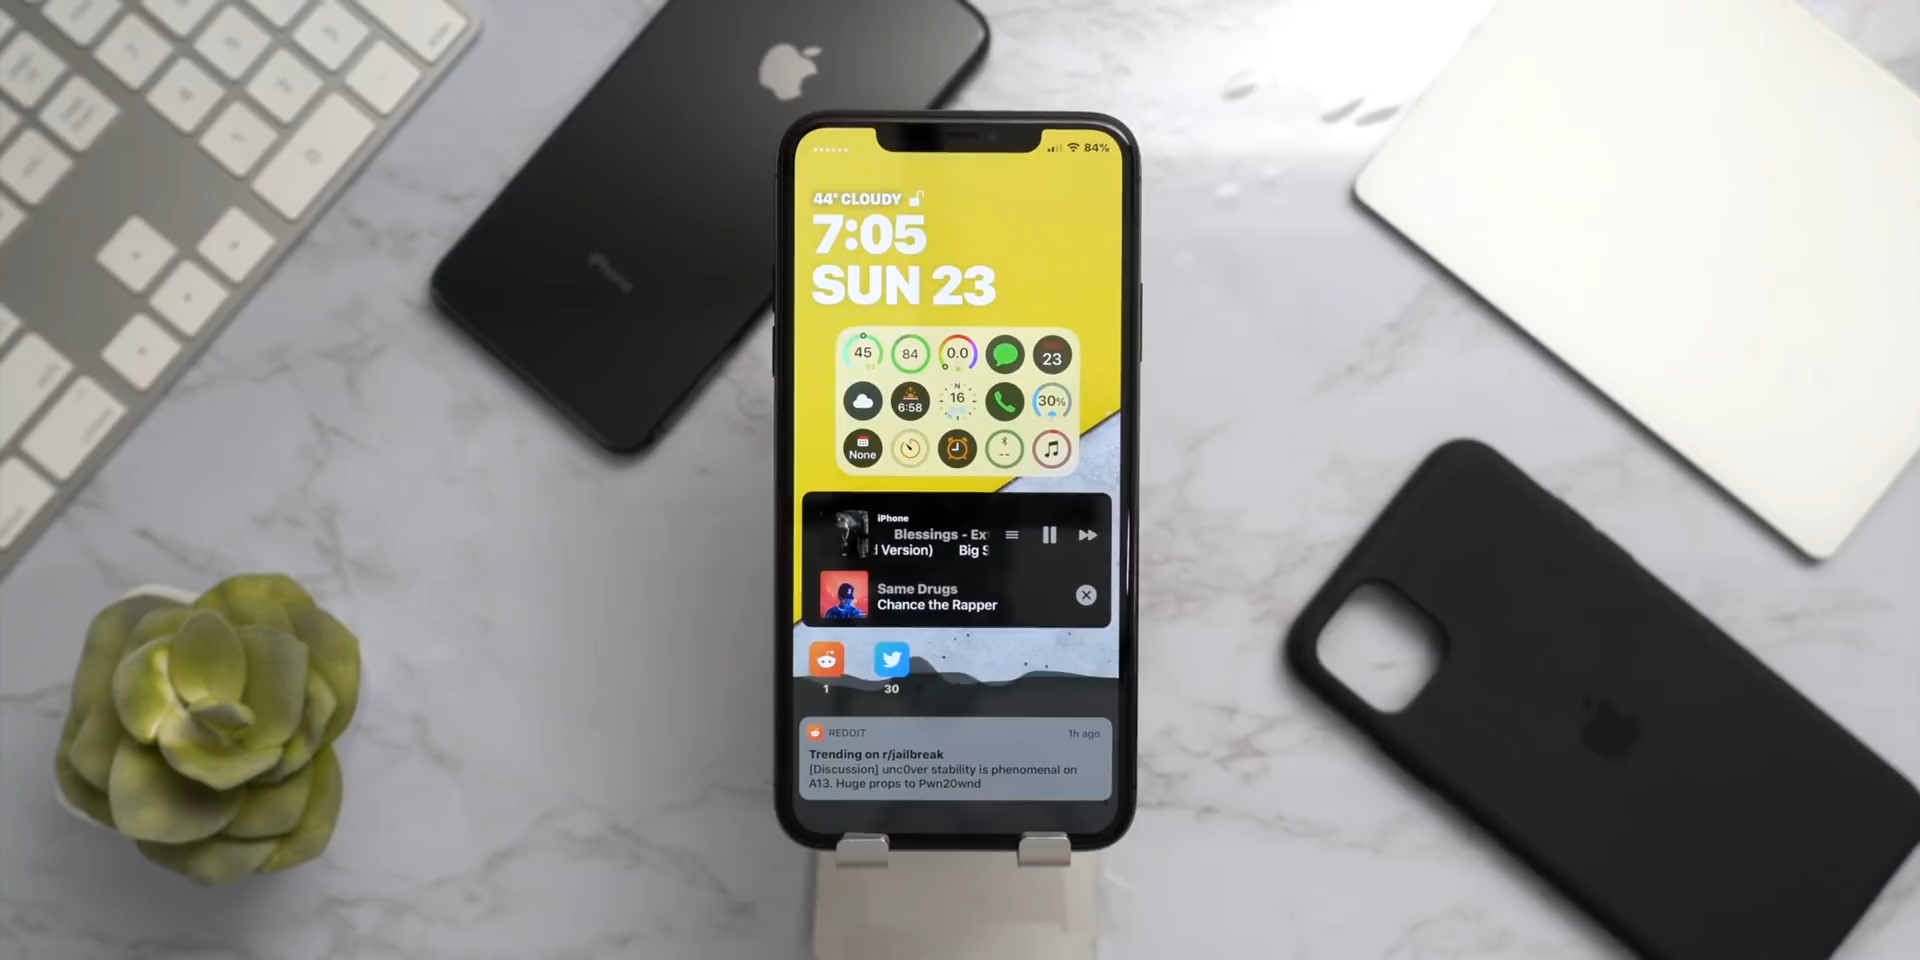 84%
44° CLOUDY
7:05
SUN 23
45
84
0.0
23
6:58
N
16
30%
None
--
iPhone
Blessings - Ex
d Version) Big S
Same Drugs
Chance the Rapper
1
30
REDDIT
1h ago
Trending on r/jailbreak
[Discussion] unc0ver stability is phenomenal on
A13. Huge props to Pwn20wnd